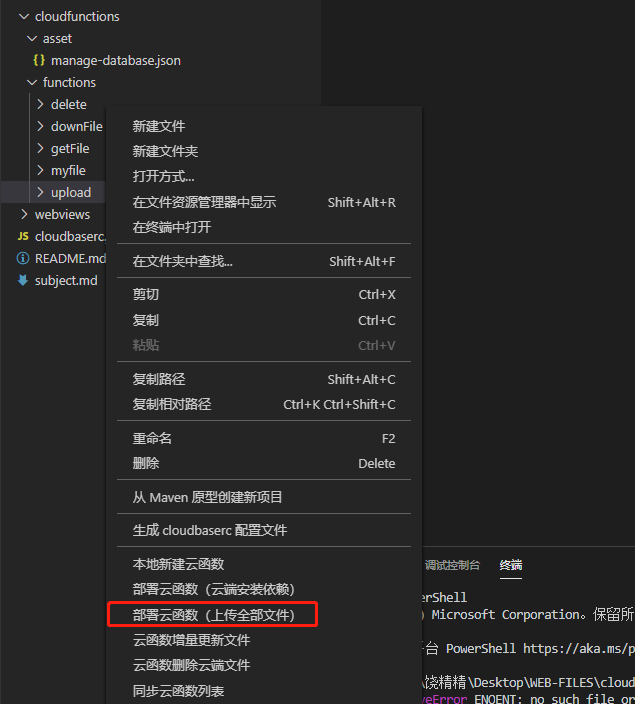 cloudfunctions
asset
{} manage-database.json
functions
delete
downFile
getFile
myfile
upload
webviews
JS cloudbaserc.
README.md
subject.md
新建文件
新建文件夹
打开方式...
在文件资源管理器中显示 Shift+Alt+R
在终端中打开
在文件夹中查找... Shift+Alt+F
剪切 Ctrl+X
复制 Ctrl+C
粘贴 Ctrl+V
复制路径 Shift+Alt+C
复制相对路径 Ctrl+K Ctrl+Shift+C
重命名 F2
删除 Delete
从 Maven 原型创建新项目
生成 cloudbaserc 配置文件
本地新建云函数
部署云函数（云端安装依赖）
部署云函数（上传全部文件）
云函数增量更新文件
云函数删除云端文件
同步云函数列表
调试控制台 终端
erShell
) Microsoft Corporation。保留所
台 PowerShell https://aka.ms/p
\饶精精\Desktop\WEB-FILES\cloud
veError ENOENT: no such file or